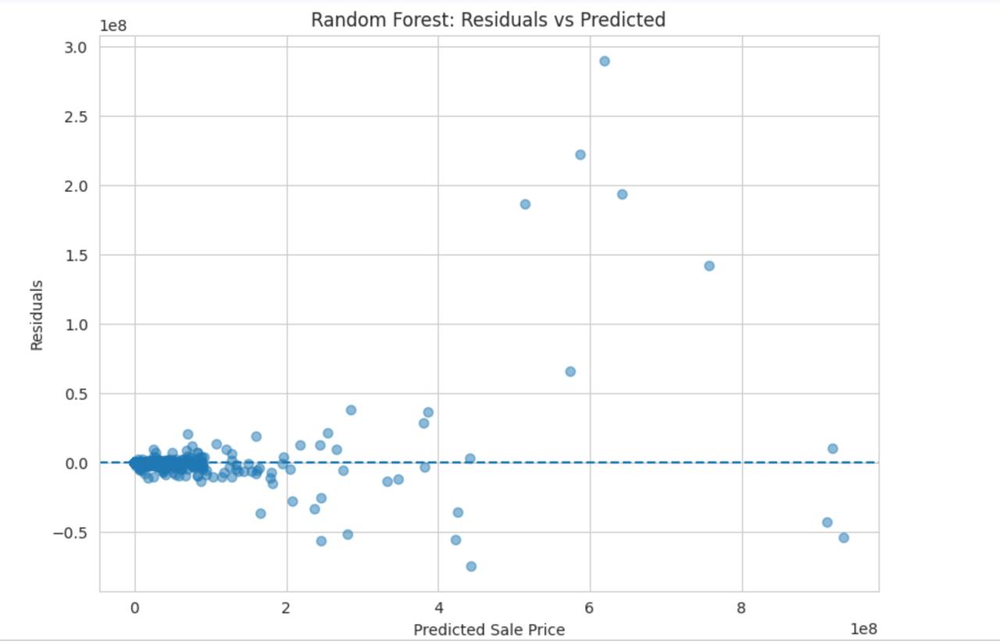 Random Forest: Residuals vs Predicted
1e8
3.0
2.5
2.0
1.5
1.0
0.5
0.0
−0.5
Residuals
0 2 4 6 8
1e8
Predicted Sale Price